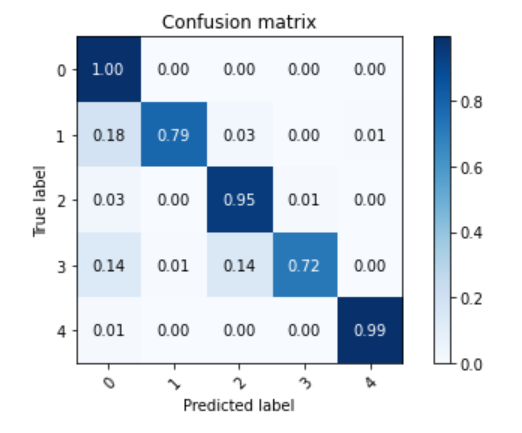 Confusion matrix
0 1.00 0.00 0.00 0.00 0.00
1 0.18 0.79 0.03 0.00 0.01
2 0.03 0.00 0.95 0.01 0.00
3 0.14 0.01 0.14 0.72 0.00
4 0.01 0.00 0.00 0.00 0.99
0 1 2 3 4
True label
Predicted label
0.8
0.6
0.4
0.2
0.0